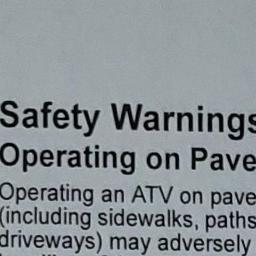 Safety Warnings
Operating on Pave
Operating an ATV on pave
(including sidewalks, paths
driveways) may adversely